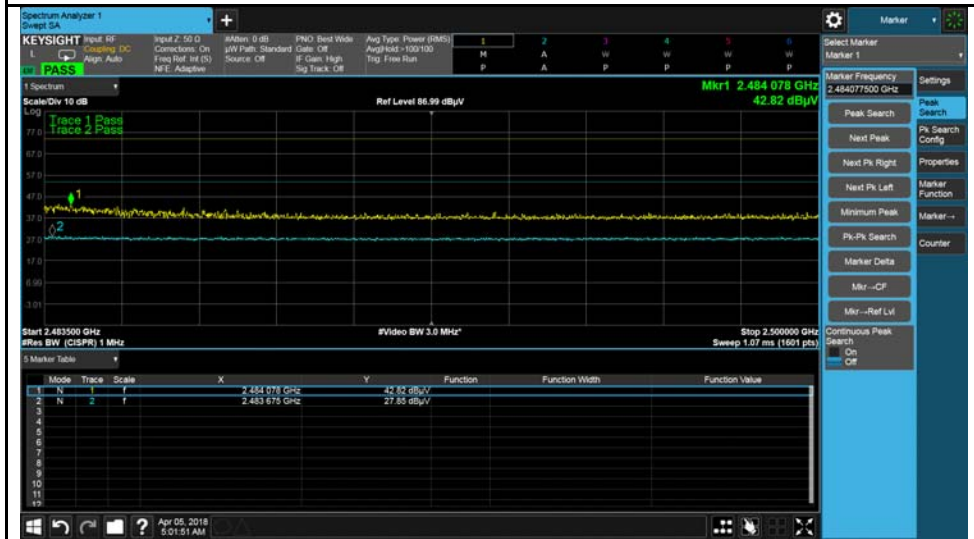 Spectrum Analyzer 1
Swept SA
+
Marker
KEYSIGHT Input: RF
Coupling: DC
Align: Auto
Input Z: 50 Ω
Corrections: On
Freq Ref: Int (S)
NFE: Adaptive
#Atten: 0 dB
µW Path: Standard
Source: Off
PNO: Best Wide
Gate: Off
IF Gain: High
Sig Track: Off
Avg Type: Power (RMS)
Avg|Hold:>100/100
Trig: Free Run
1 2 3 4 5 6
M A W W W W
P A P P P P
L
PASS
Select Marker
Marker 1
1 Spectrum
Scale/Div 10 dB
Ref Level 86.99 dBµV
Mkr1 2.484 078 GHz
42.82 dBµV
Log
Trace 1 Pass
Trace 2 Pass
77.0
67.0
57.0
47.0
37.0
27.0
17.0
6.99
-3.01
1
2
Start 2.483500 GHz
#Video BW 3.0 MHz*
Stop 2.500000 GHz
#Res BW (CISPR) 1 MHz
Sweep 1.07 ms (1601 pts)
5 Marker Table
Mode Trace Scale X Y Function Function Width Function Value
1 N 1 f 2.484 078 GHz 42.82 dBµV
2 N 2 f 2.483 675 GHz 27.85 dBµV
3
4
5
6
7
8
9
10
11
12
Marker Frequency
2.484077500 GHz
Peak Search
Next Peak
Next Pk Right
Next Pk Left
Minimum Peak
Pk-Pk Search
Marker Delta
Mkr→CF
Mkr→Ref Lvl
Continuous Peak Search
On
Off
Settings
Peak Search
Pk Search Config
Properties
Marker Function
Marker→
Counter
?
Apr 05, 2018
5:01:51 AM